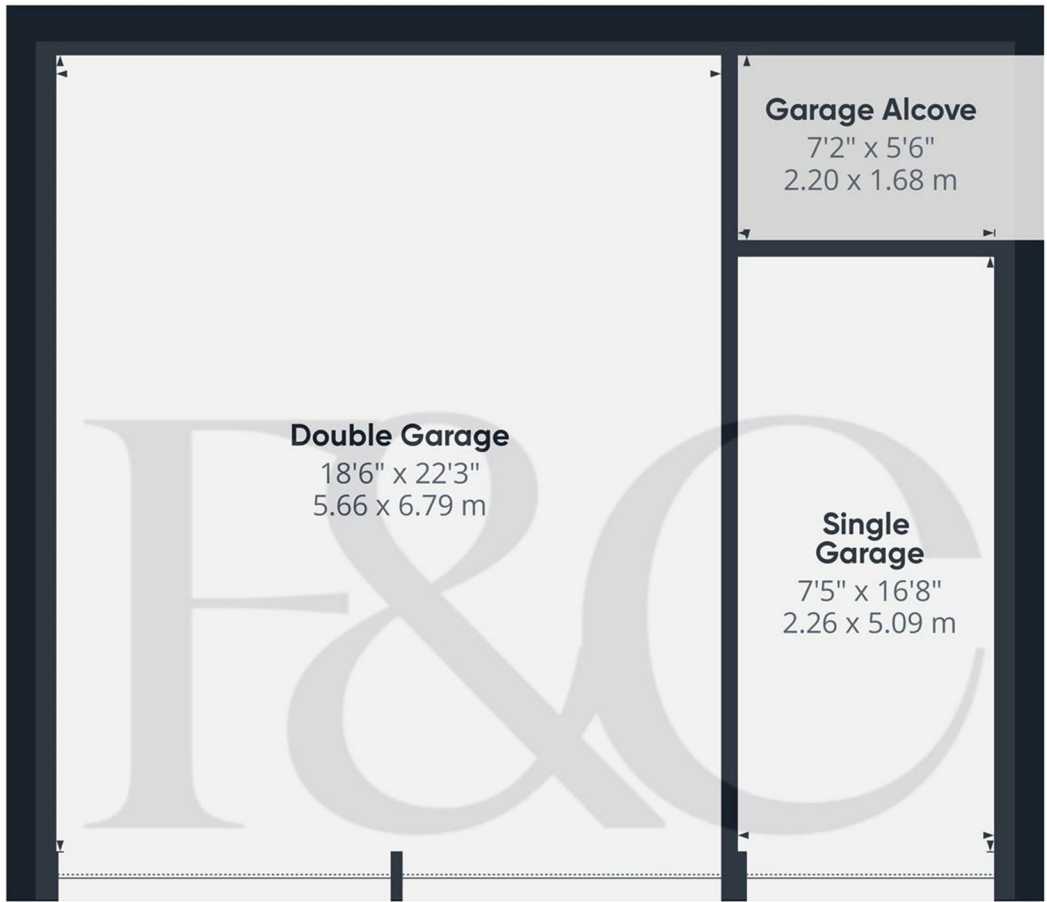 Garage Alcove
7'2" x 5'6"
2.20 x 1.68 m
Double Garage
18'6" x 22'3"
5.66 x 6.79 m
Single
Garage
7'5" x 16'8"
2.26 x 5.09 m
F&C